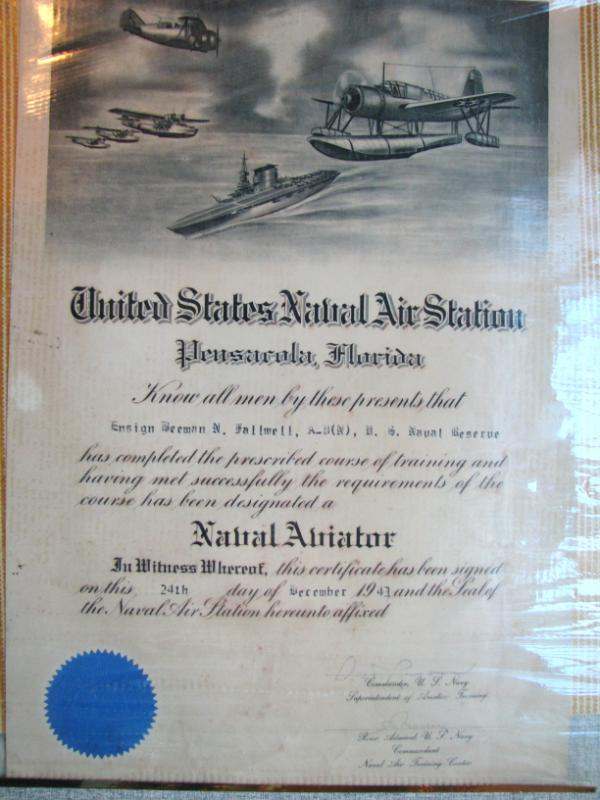 United States Naval Air Station
Pensacola, Florida
Know all men by these presents that
Ensign Beeman N. Fallwell, A-V(N), U. S. Naval Reserve
has completed the prescribed course of training and
having met successfully the requirements of the
course has been designated a
Naval Aviator
In Witness Whereof, this certificate has been signed
on this 24th day of December 1941 and the Seal of
the Naval Air Station hereunto affixed
Commander, U. S. Navy
Superintendent of Aviation Training
Rear Admiral U. S. Navy
Commandant
Naval Air Training Center